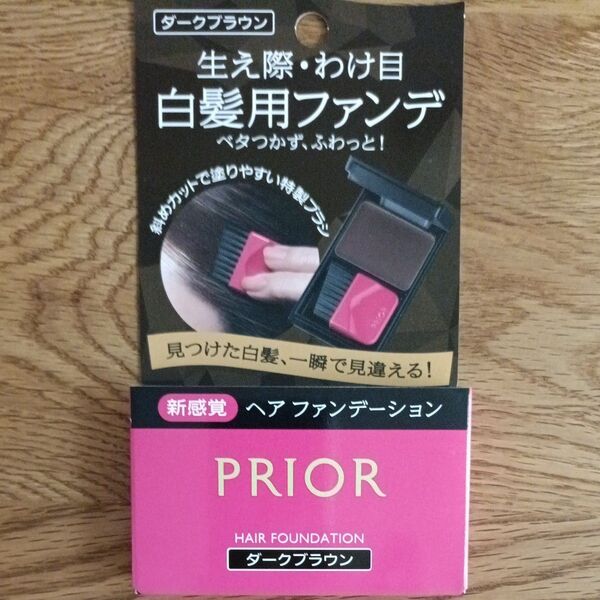 ダークブラウン
生え際・わけ目
白髪用ファンデ
ベタつかず、ふわっと!
斜めカットで塗りやすい特製ブラシ
PRIOR
見つけた白髪、一瞬で見違える!
新感覚 ヘア ファンデーション
PRIOR
HAIR FOUNDATION
ダークブラウン